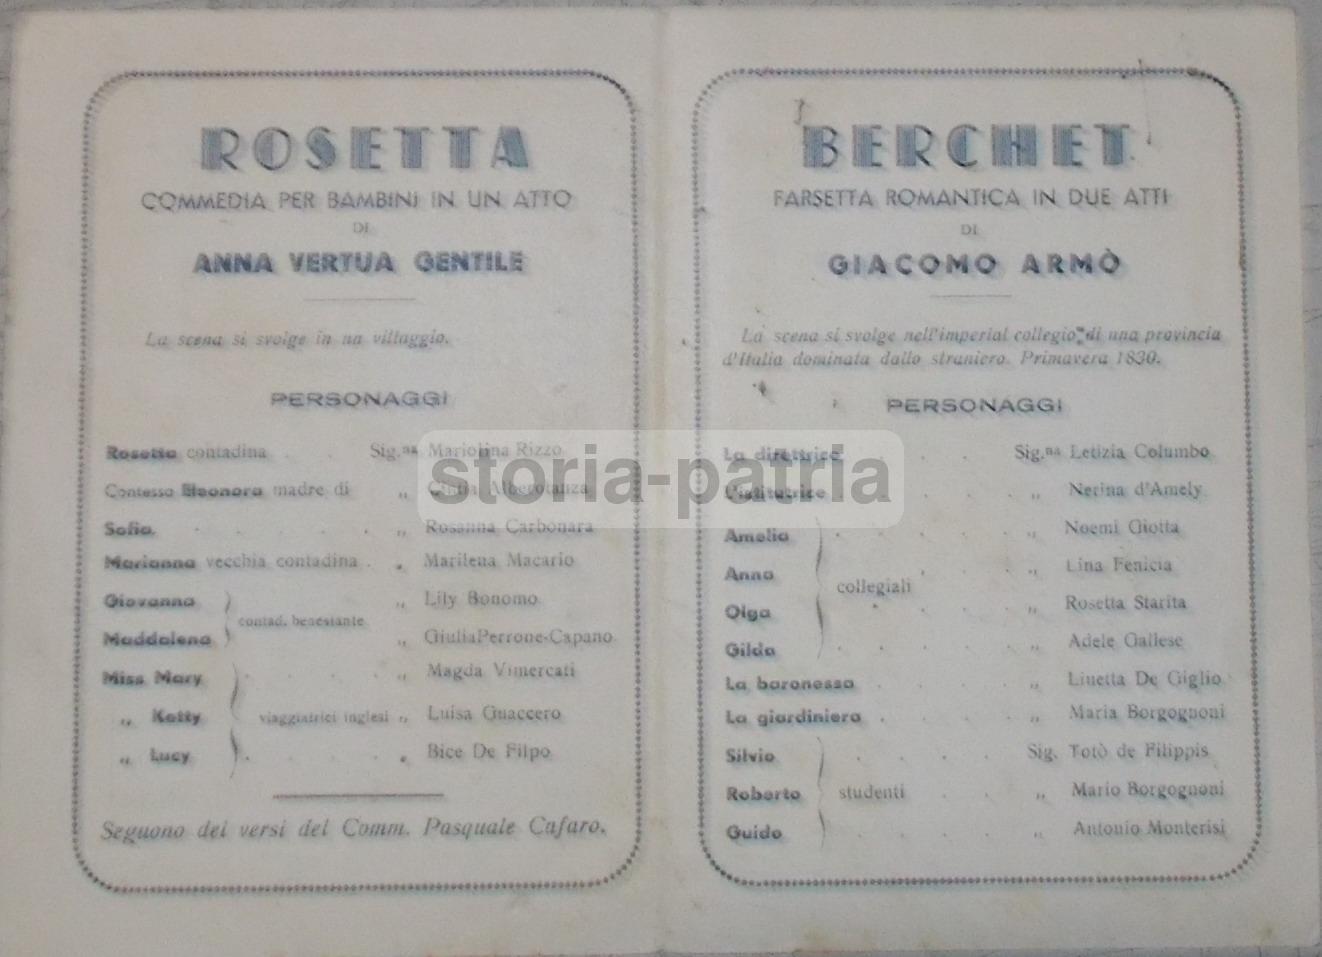 ROSETTA
COMMEDIA PER BAMBINI IN UN ATTO
DI
ANNA VERTUA GENTILE
La scena si svolge in un villaggio.
PERSONAGGI
Rosetta contadina . . Sig.na Mariolina Rizzo
Contessa Eleonora madre di „ Alberotanza
Sofia. . . . . . „ Rosanna Carbonara
Marianna vecchia contadina . „ Marilena Macario
Giovanna „ Lily Bonomo
contad. benestante
Maddalena „ GiuliaPerrone-Capano
Miss Mary . . . . „ Magda Vimercati
„ Ketty viaggiatrici inglesi „ Luisa Guaccero
„ Lucy . . . . „ Bice De Filpo
Seguono dei versi del Comm. Pasquale Cafaro.
BERCHET
FARSETTA ROMANTICA IN DUE ATTI
DI
GIACOMO ARMÒ
La scena si svolge nell'imperial collegio di una provincia
d'Italia dominata dallo straniero. Primavera 1830.
PERSONAGGI
La direttrice . . . . Sig.na Letizia Columbo
L'istitutrice . . . . „ Nerina d'Amely
Amelia . . . . . „ Noemi Giotta
Anna . . . „ Lina Fenicia
collegiali
Olga . . . . „ Rosetta Starita
Gilda . . . . . „ Adele Gallese
La baronessa . . . . „ Linetta De Giglio
La giardiniera . . . . „ Maria Borgognoni
Silvio . . . . . Sig. Totò de Filippis
Roberto studenti . . „ Mario Borgognoni
Guido . . . . . „ Antonio Monterisi
storia-patria